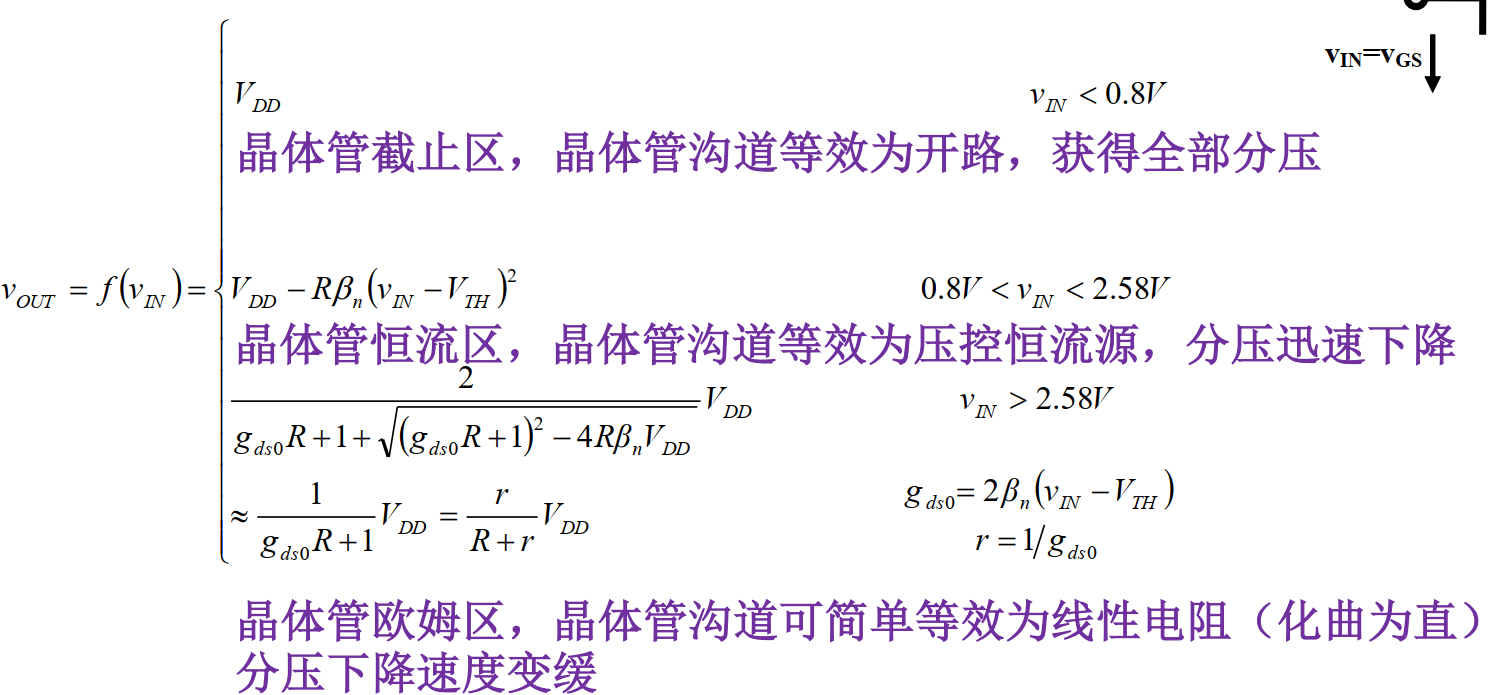 v_{IN}=v_{GS}
V_{DD} v_{IN} < 0.8V
晶体管截止区，晶体管沟道等效为开路，获得全部分压
v_{OUT} = f(v_{IN}) = { V_{DD} − Rβ_n(v_{IN} − V_{TH})^2 0.8V < v_{IN} < 2.58V
晶体管恒流区，晶体管沟道等效为压控恒流源，分压迅速下降
\frac{2}{g_{ds0}R+1+\sqrt{(g_{ds0}R+1)^2−4Rβ_nV_{DD}}}V_{DD} v_{IN} > 2.58V
≈ \frac{1}{g_{ds0}R+1}V_{DD} = \frac{r}{R+r}V_{DD} g_{ds0}= 2β_n(v_{IN} − V_{TH})
r = 1/g_{ds0}
晶体管欧姆区，晶体管沟道可简单等效为线性电阻（化曲为直）
分压下降速度变缓